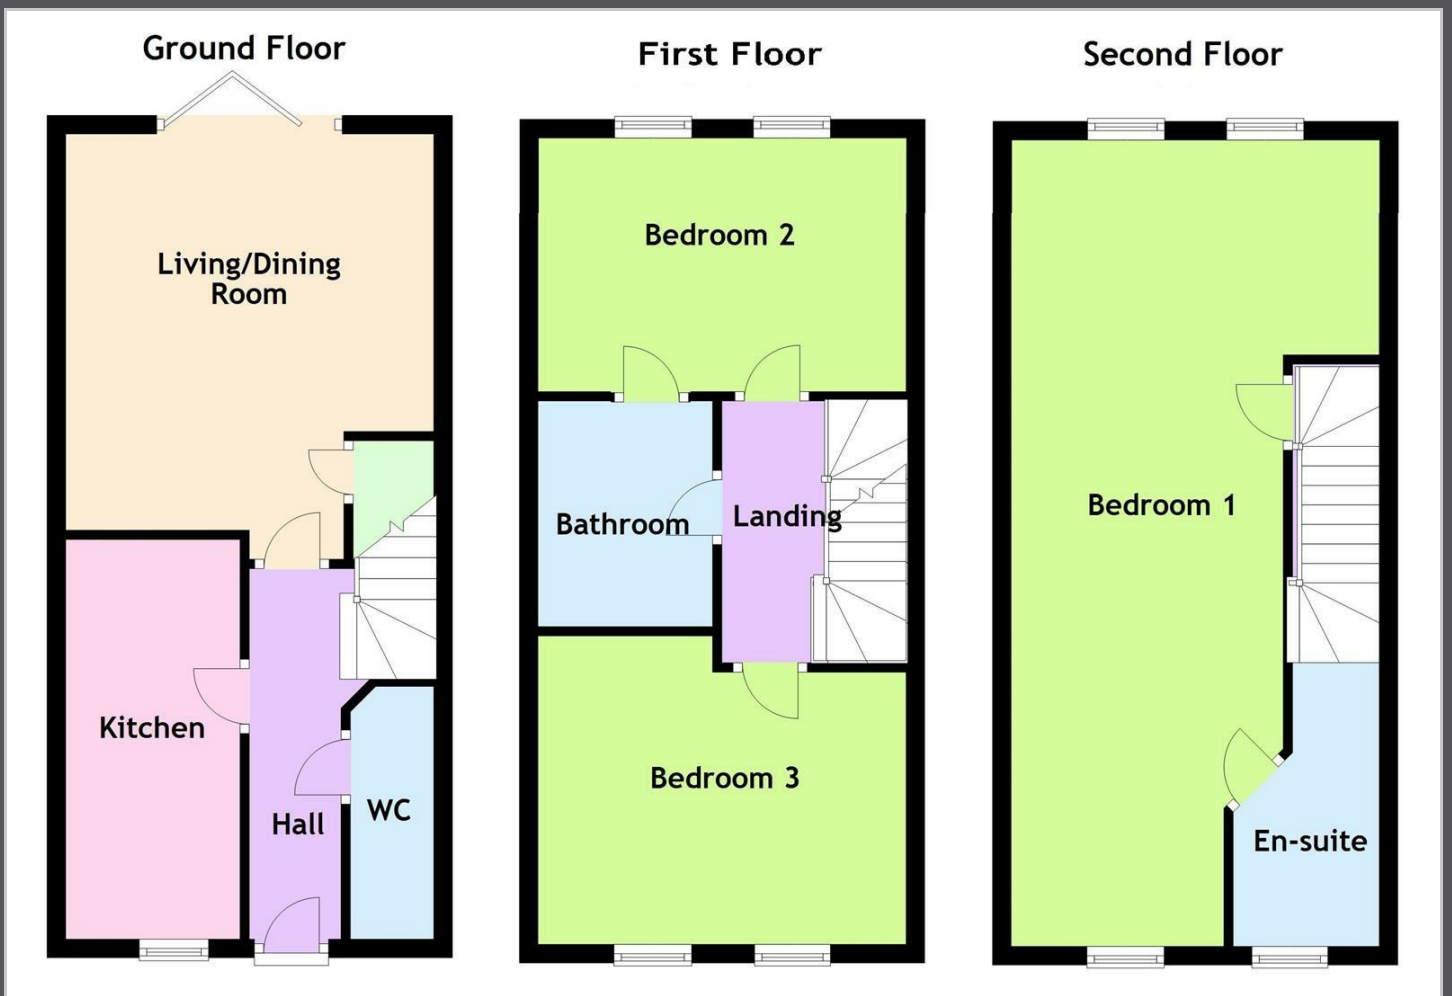 Ground Floor
First Floor
Second Floor
Living/Dining
Room
Kitchen
Hall
WC
Bedroom 2
Bathroom
Landing
Bedroom 3
Bedroom 1
En-suite